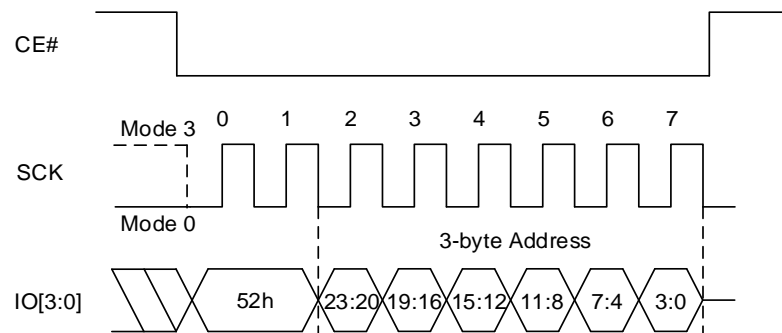 CE#
Mode 3
0 1 2 3 4 5 6 7
SCK
Mode 0
3-byte Address
IO[3:0]
52h 23:20 19:16 15:12 11:8 7:4 3:0